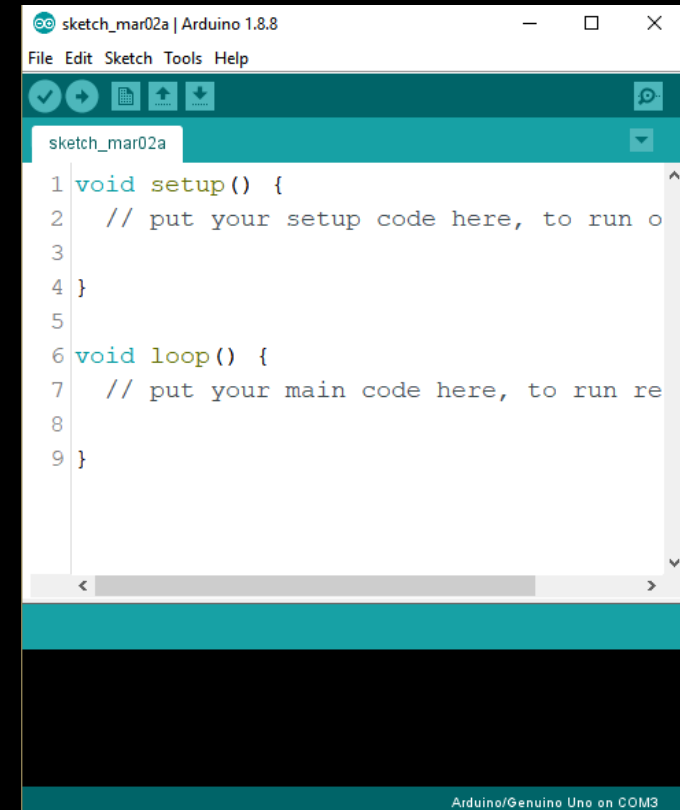 sketch_mar02a | Arduino 1.8.8
File Edit Sketch Tools Help
sketch_mar02a
1 void setup() {
2   // put your setup code here, to run o
3
4 }
5
6 void loop() {
7   // put your main code here, to run re
8
9 }
Arduino/Genuino Uno on COM3